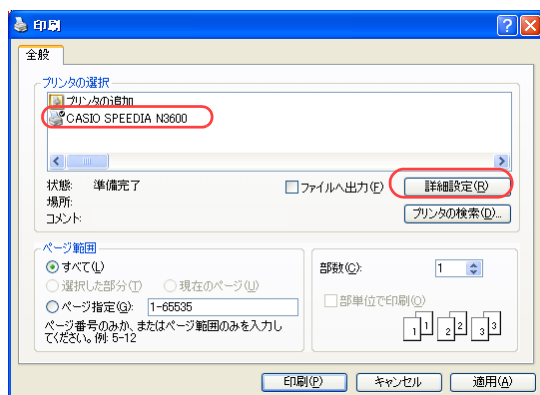 印刷
全般
プリンタの選択
プリンタの追加
CASIO SPEEDIA N3600
状態: 準備完了
場所:
コメント:
ファイルへ出力(F)
詳細設定(R)
プリンタの検索(D)...
ページ範囲
すべて(L)
選択した部分(T) 現在のページ(U)
ページ指定(G): 1-65535
ページ番号のみか、またはページ範囲のみを入力し
てください。例: 5-12
部数(C): 1
部単位で印刷(O)
1 1 2 2 3 3
印刷(P) キャンセル 適用(A)